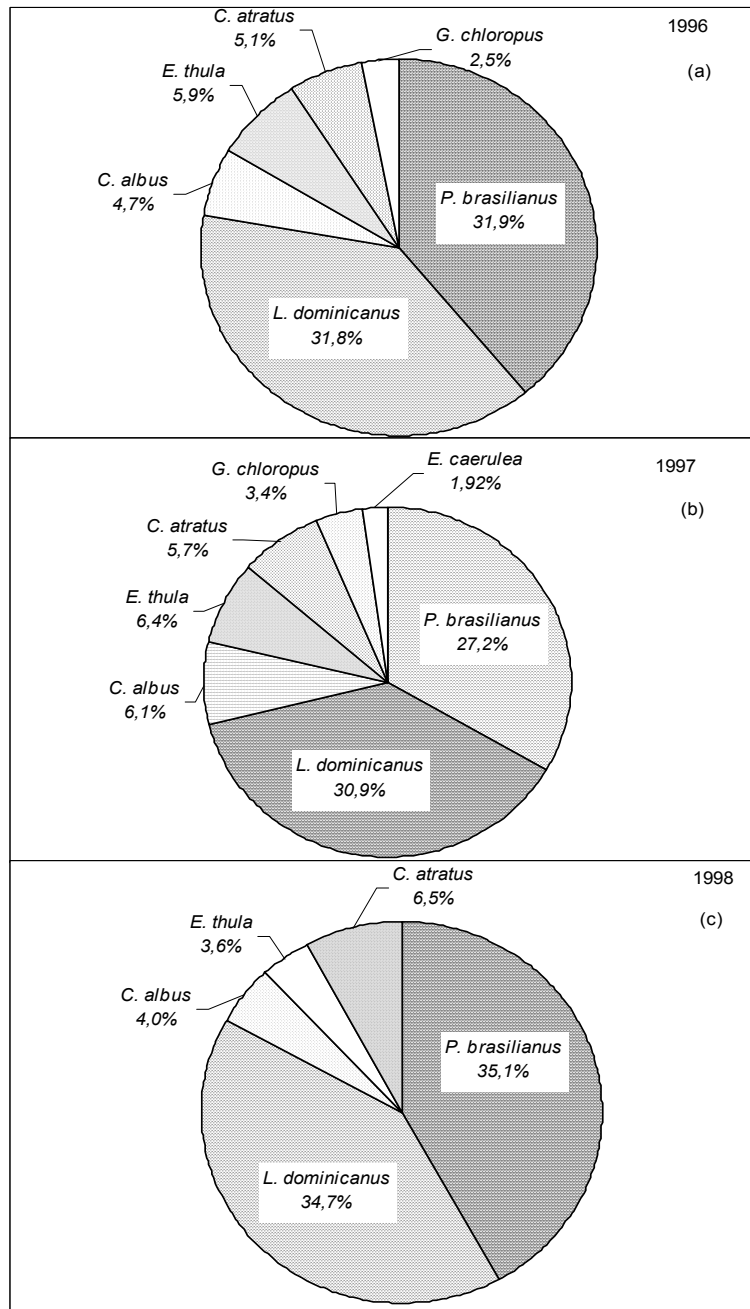 1996
(a)
C. atratus
5,1%
G. chloropus
2,5%
E. thula
5,9%
C. albus
4,7%
P. brasilianus
31,9%
L. dominicanus
31,8%
1997
(b)
E. caerulea
1,92%
G. chloropus
3,4%
C. atratus
5,7%
E. thula
6,4%
C. albus
6,1%
P. brasilianus
27,2%
L. dominicanus
30,9%
1998
(c)
C. atratus
6,5%
E. thula
3,6%
C. albus
4,0%
P. brasilianus
35,1%
L. dominicanus
34,7%